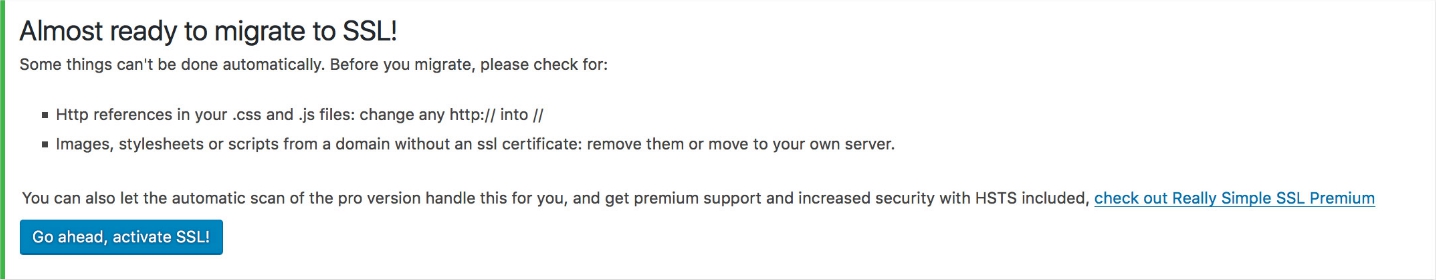 Almost ready to migrate to SSL!
Some things can't be done automatically. Before you migrate, please check for:
Http references in your .css and .js files: change any http:// into //
Images, stylesheets or scripts from a domain without an ssl certificate: remove them or move to your own server.
You can also let the automatic scan of the pro version handle this for you, and get premium support and increased security with HSTS included, check out Really Simple SSL Premium
Go ahead, activate SSL!